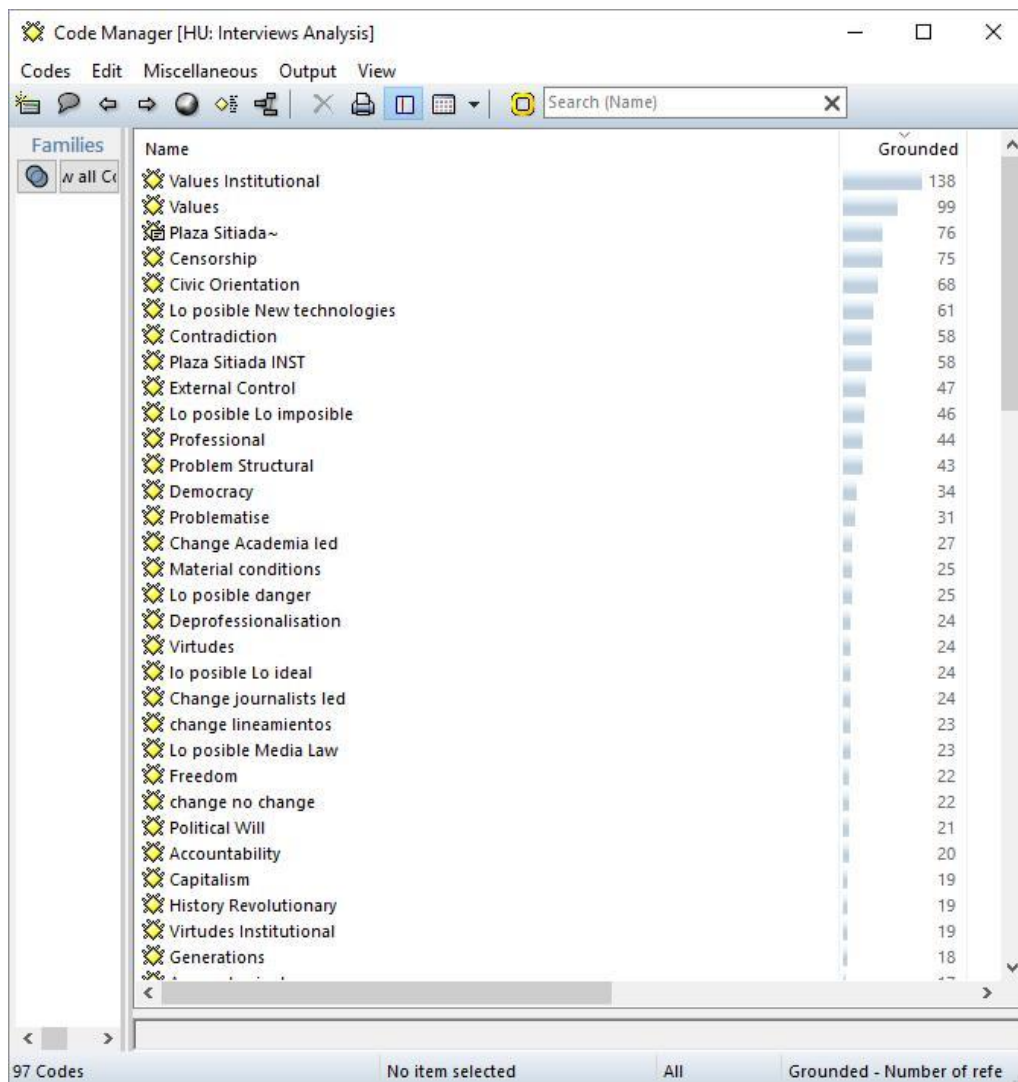 Code Manager [HU: Interviews Analysis]
Codes Edit Miscellaneous Output View
Search (Name)
Families
w all Co
Name Grounded
Values Institutional 138
Values 99
Plaza Sitiada~ 76
Censorship 75
Civic Orientation 68
Lo posible New technologies 61
Contradiction 58
Plaza Sitiada INST 58
External Control 47
Lo posible Lo imposible 46
Professional 44
Problem Structural 43
Democracy 34
Problematise 31
Change Academia led 27
Material conditions 25
Lo posible danger 25
Deprofessionalisation 24
Virtudes 24
lo posible Lo ideal 24
Change journalists led 24
change lineamientos 23
Lo posible Media Law 23
Freedom 22
change no change 22
Political Will 21
Accountability 20
Capitalism 19
History Revolutionary 19
Virtudes Institutional 19
Generations 18
97 Codes No item selected All Grounded - Number of refe